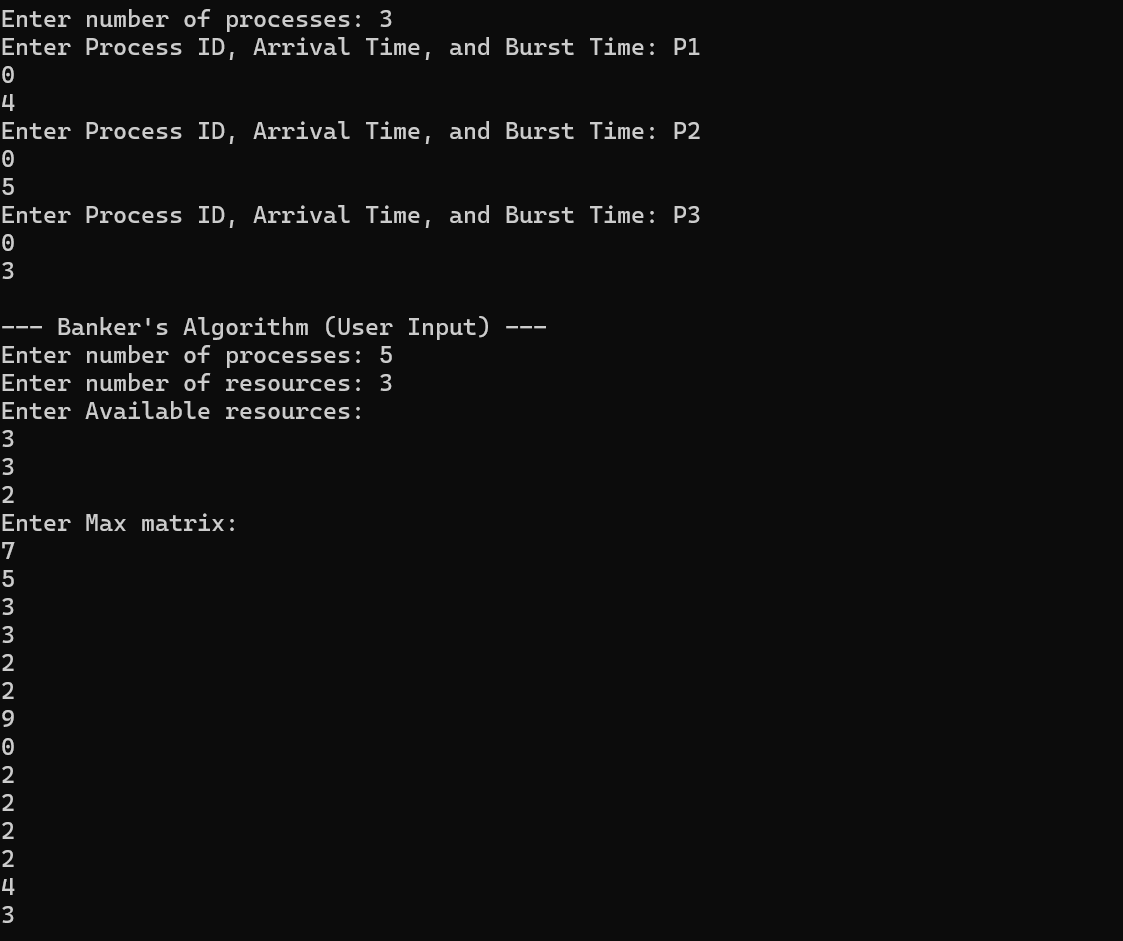 Enter number of processes: 3
Enter Process ID, Arrival Time, and Burst Time: P1
0
4
Enter Process ID, Arrival Time, and Burst Time: P2
0
5
Enter Process ID, Arrival Time, and Burst Time: P3
0
3

--- Banker's Algorithm (User Input) ---
Enter number of processes: 5
Enter number of resources: 3
Enter Available resources:
3
3
2
Enter Max matrix:
7
5
3
3
2
2
9
0
2
2
2
2
4
3